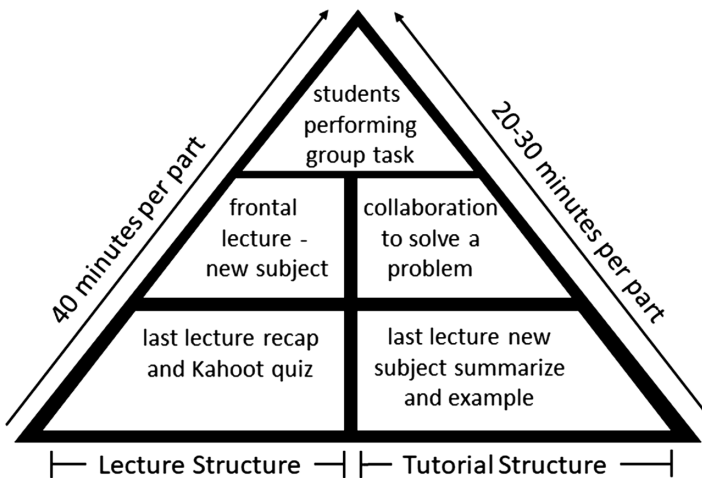 students
performing
group task
40 minutes per part
20-30 minutes per part
frontal
lecture -
new subject
collaboration
to solve a
problem
last lecture recap
and Kahoot quiz
last lecture new
subject summarize
and example
Lecture Structure
Tutorial Structure